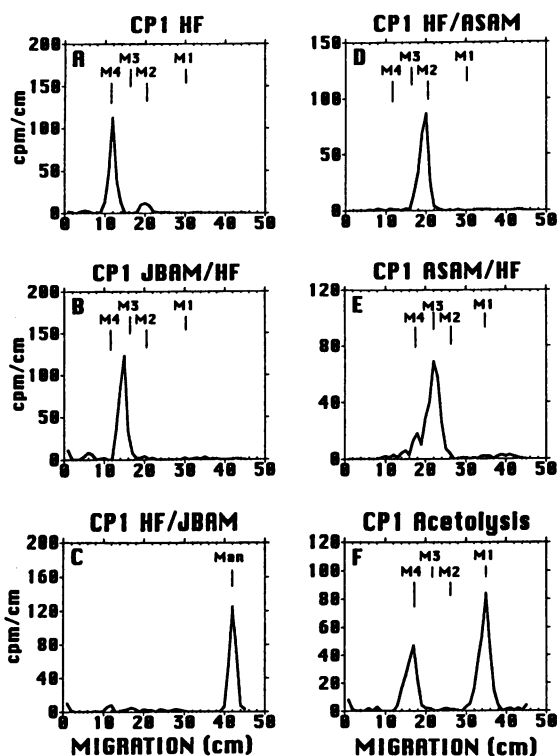 CP1 HF
A
M3
M4 M2 M1
200
150
100
50
0
cpm/cm
0 10 20 30 40 50
CP1 HF/ASAM
D
M3
M4 M2 M1
150
100
50
0
0 10 20 30 40 50
CP1 JBAM/HF
B
M3
M4 M2 M1
200
150
100
50
0
cpm/cm
0 10 20 30 40 50
CP1 ASAM/HF
E
M3
M4 M2 M1
120
80
40
0
0 10 20 30 40 50
CP1 HF/JBAM
C
Man
200
160
120
80
40
0
cpm/cm
0 10 20 30 40 50
MIGRATION (cm)
CP1 Acetolysis
F
M3
M4 M2 M1
120
100
80
60
40
20
0
0 10 20 30 40 50
MIGRATION (cm)